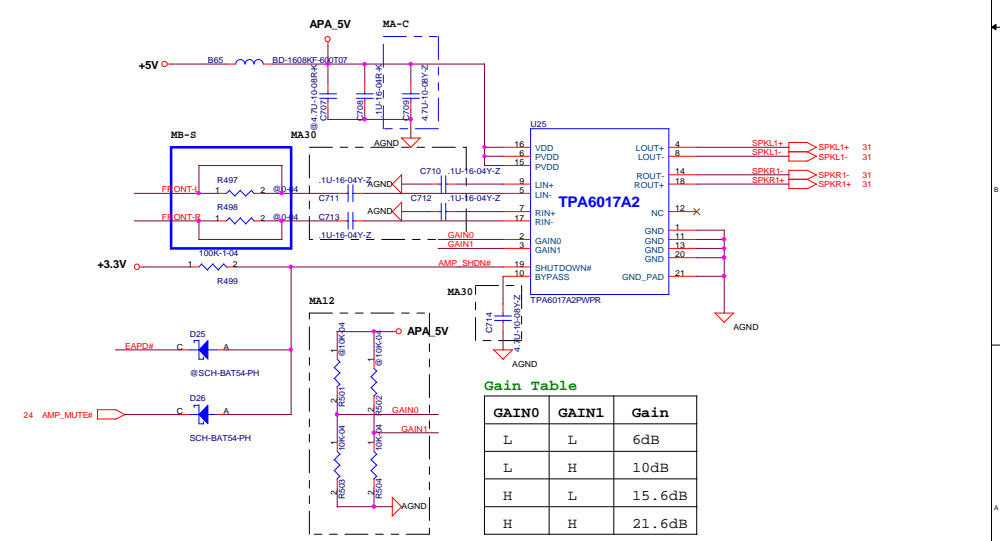 APA_5V
MA-C
+5V
B65
BD-1608KF-600T07
@4.7U-10-08R-K
C707
.1U-16-04R-K
C708
4.7U-10-08Y-Z
C709
AGND
MB-S
MA30
U25
R497
1
2
@0-04
FRONT-L
R498
1
2
@0-04
FRONT-R
.1U-16-04Y-Z
C711
AGND
C710
.1U-16-04Y-Z
C713
.1U-16-04Y-Z
AGND
C712
.1U-16-04Y-Z
GAIN0
GAIN1
16
VDD
6
PVDD
15
PVDD
9
LIN+
5
LIN-
7
RIN+
17
RIN-
2
GAIN0
3
GAIN1
19
SHUTDOWN#
10
BYPASS
TPA6017A2
LOUT+
4
LOUT-
8
ROUT-
14
ROUT+
18
NC
12
GND
1
GND
11
GND
13
GND
20
GND_PAD
21
TPA6017A2PWPR
SPKL1+
SPKL1+ 31
SPKL1-
SPKL1- 31
SPKR1-
SPKR1- 31
SPKR1+
SPKR1+ 31
AGND
+3.3V
100K-1-04
1
2
R499
AMP_SHDN#
MA30
C714
4.7U-10-08Y-Z
AGND
EAPD#
D25
C
A
@SCH-BAT54-PH
24 AMP_MUTE#
D26
C
A
SCH-BAT54-PH
MA12
APA_5V
1
@10K-04
2
R501
1
@10K-04
2
R502
GAIN0
GAIN1
1
10K-04
2
R503
1
10K-04
2
R504
AGND
Gain Table
GAIN0 GAIN1 Gain
L L 6dB
L H 10dB
H L 15.6dB
H H 21.6dB
B
A